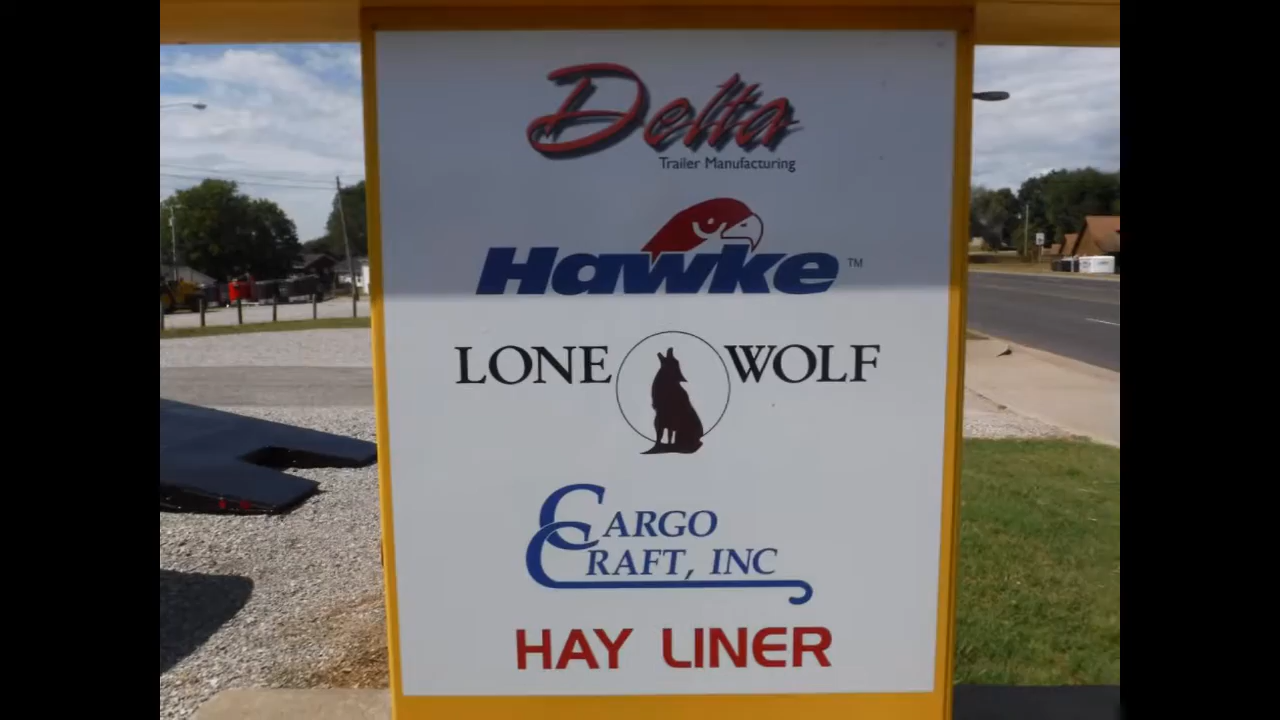 Delta
Trailer Manufacturing
Hawke™
LONE WOLF
CARGO
CRAFT, INC
HAY LINER